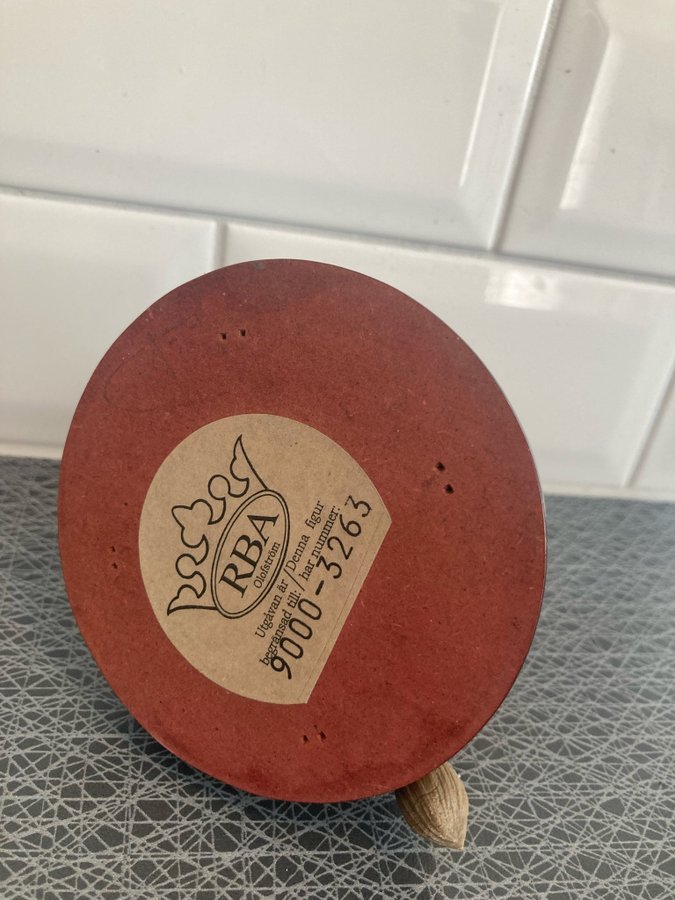 RBA
Olofström
Utgåvan är / Denna figur
begränsad till: / har nummer:
9000-3263